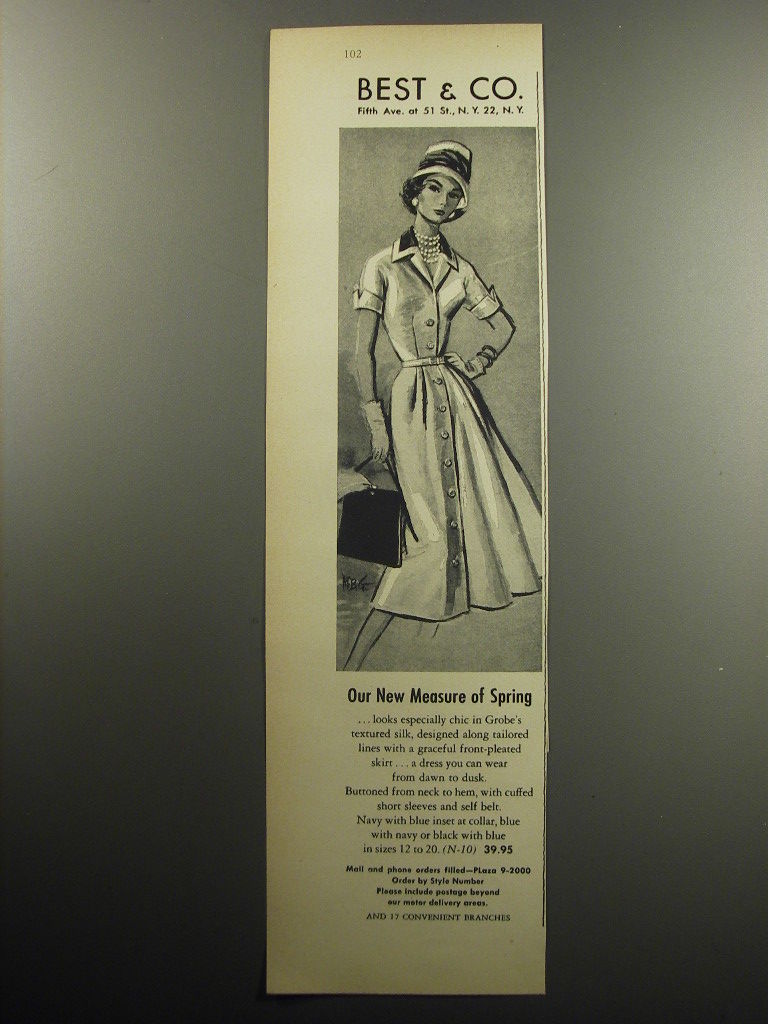 102
BEST & CO.
Fifth Ave. at 51 St., N. Y. 22, N. Y.
Our New Measure of Spring
. . . looks especially chic in Grobe's
textured silk, designed along tailored
lines with a graceful front-pleated
skirt . . . a dress you can wear
from dawn to dusk.
Buttoned from neck to hem, with cuffed
short sleeves and self belt.
Navy with blue inset at collar, blue
with navy or black with blue
in sizes 12 to 20. (N-10) 39.95
Mail and phone orders filled—PLaza 9-2000
Order by Style Number
Please include postage beyond
our motor delivery areas.
AND 17 CONVENIENT BRANCHES